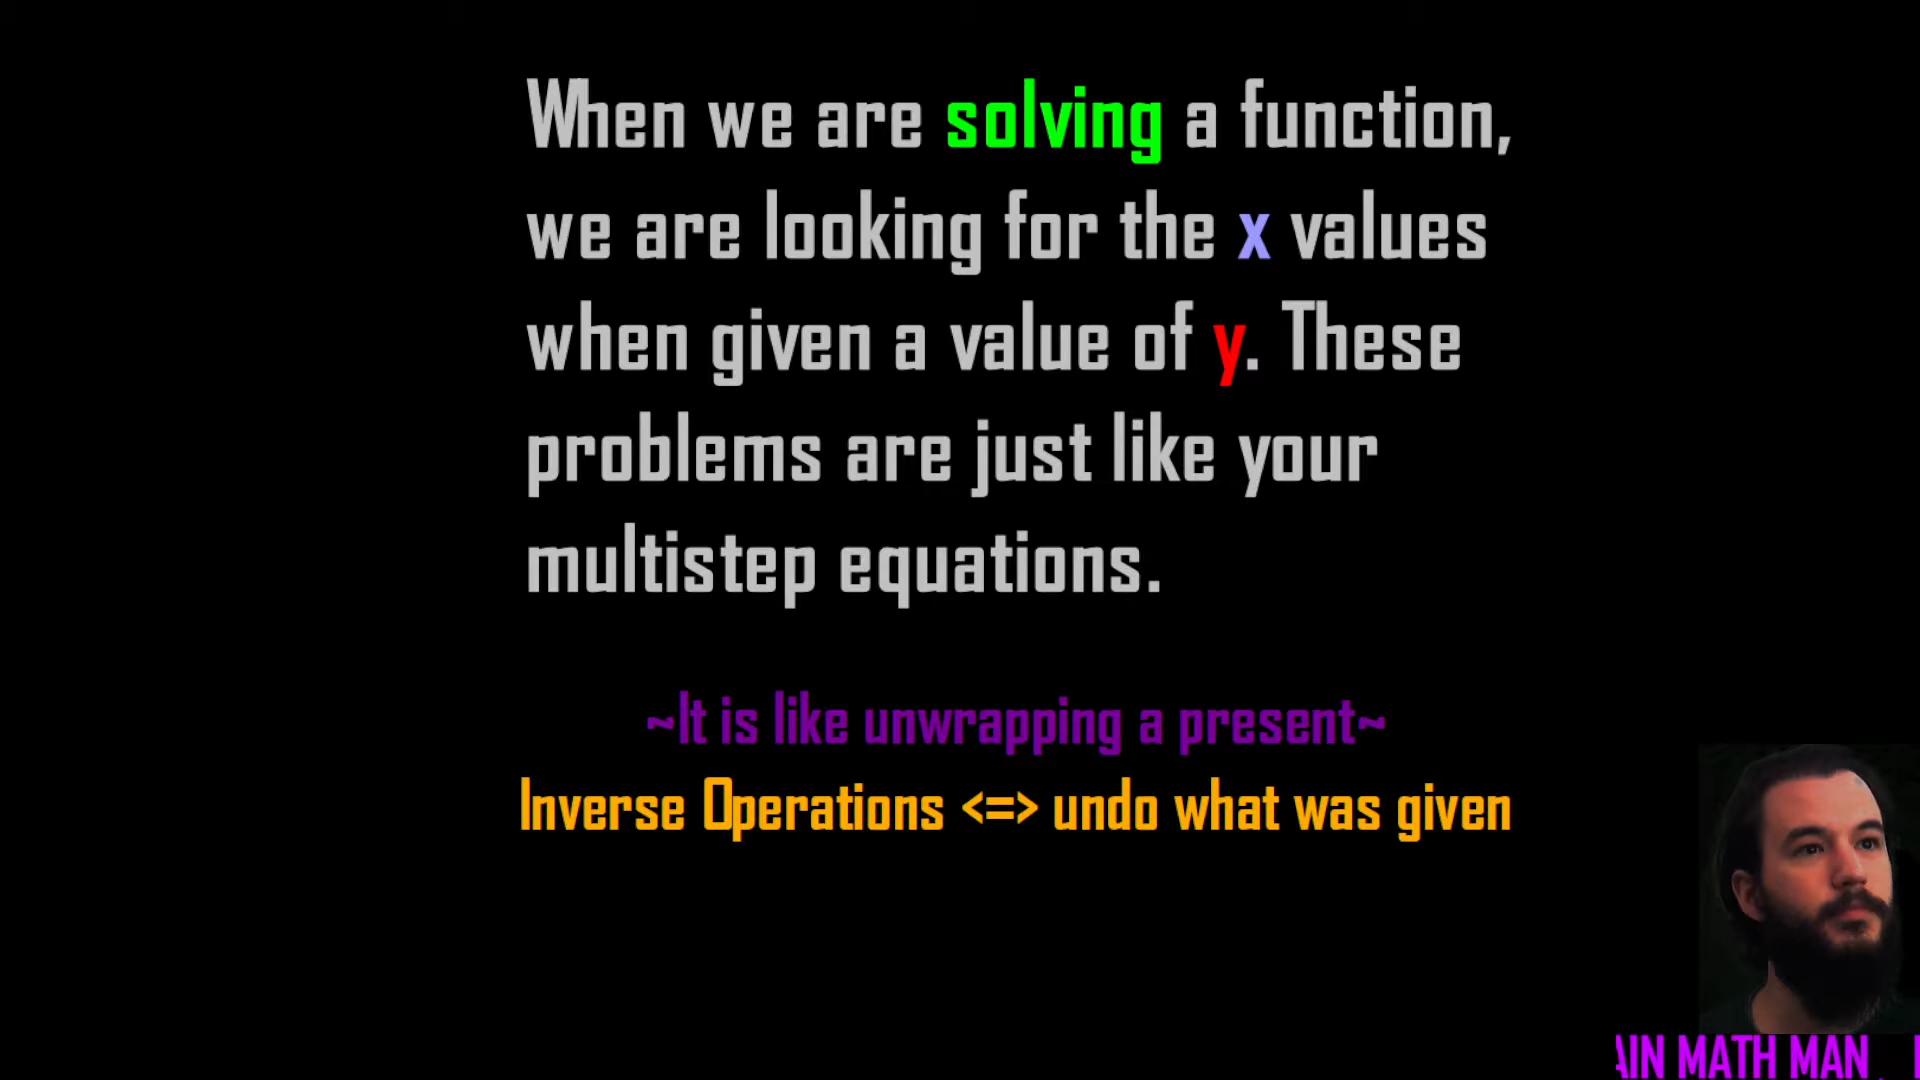 When we are solving a function,
we are looking for the x values
when given a value of y. These
problems are just like your
multistep equations.
~It is like unwrapping a present~
Inverse Operations <=> undo what was given
MATH MAN